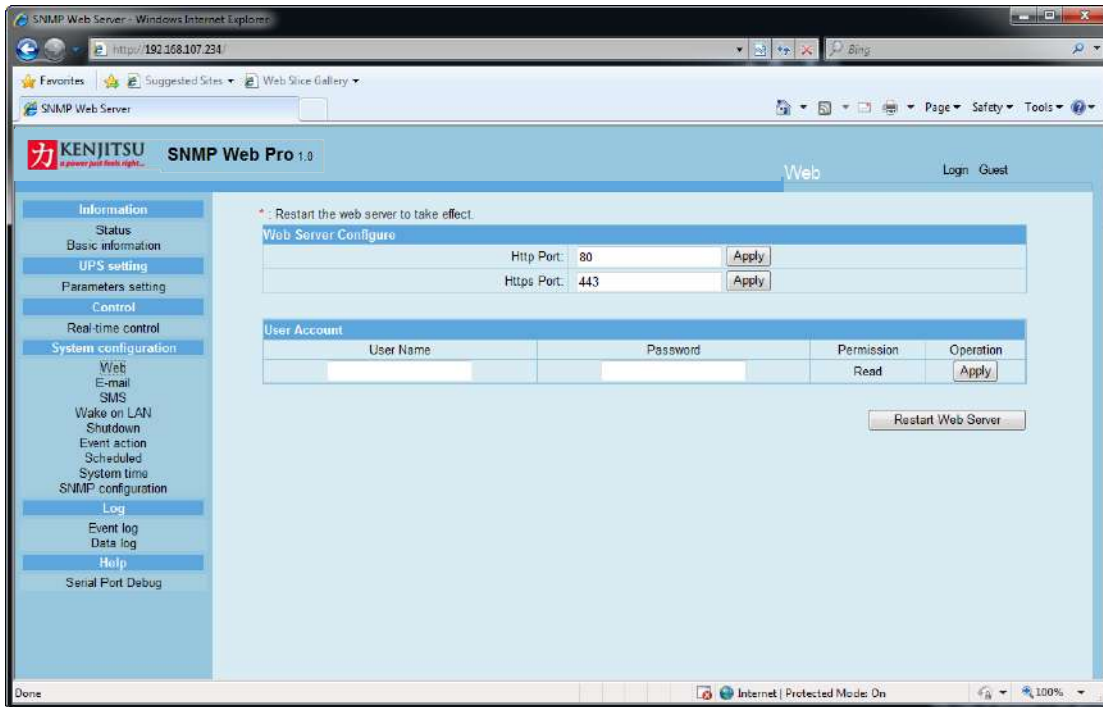 SNMP Web Server - Windows Internet Explorer
http://192.168.107.234/
Bing
Favorites Suggested Sites Web Slice Gallery
SNMP Web Server
Page Safety Tools
力 KENJITSU
a power just feels right...
SNMP Web Pro 1.0
Web
Login Guest
Information
Status
Basic information
UPS setting
Parameters setting
Control
Real-time control
System configuration
Web
E-mail
SMS
Wake on LAN
Shutdown
Event action
Scheduled
System time
SNMP configuration
Log
Event log
Data log
Help
Serial Port Debug
* : Restart the web server to take effect.
Web Server Configure
Http Port: 80 Apply
Https Port: 443 Apply
User Account
User Name Password Permission Operation
Read Apply
Restart Web Server
Done
Internet | Protected Mode: On
100%